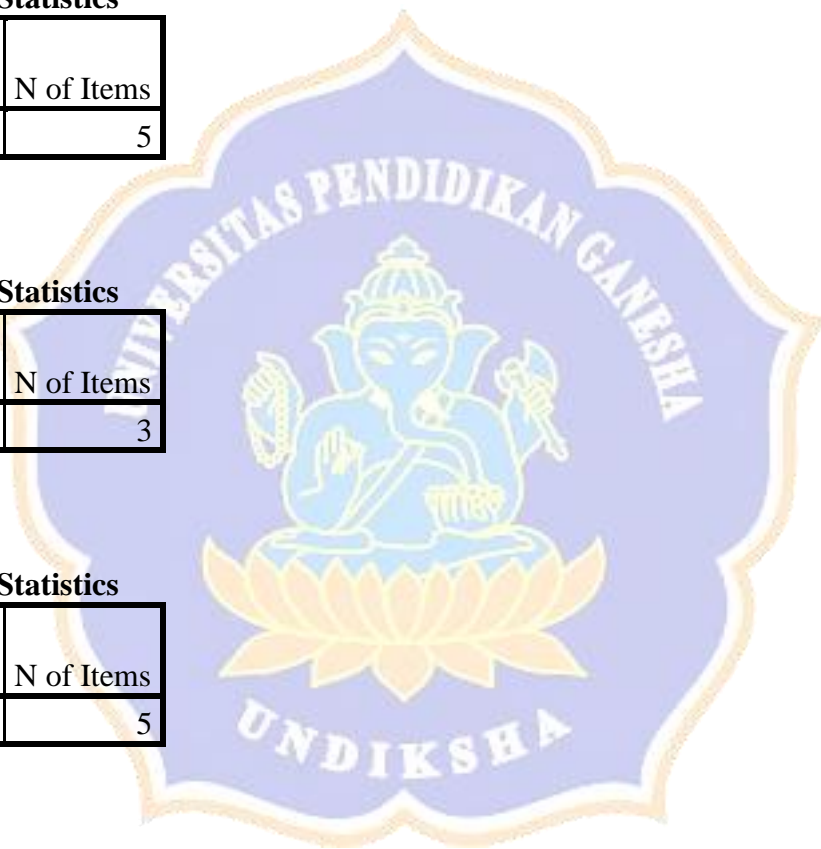 Statistics
N of Items
5
UNIVERSITAS PENDIDIKAN GANESHA
Statistics
N of Items
3
Statistics
N of Items
5
UNDIKSHA